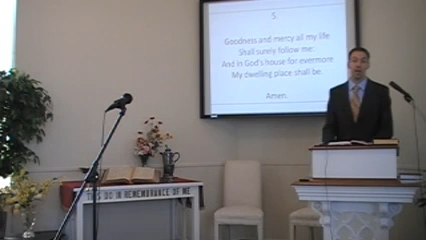 5.
Goodness and mercy all my life
Shall surely follow me:
And in God's house for evermore
My dwelling place shall be.
Amen.
THIS DO IN REMEMBRANCE OF ME